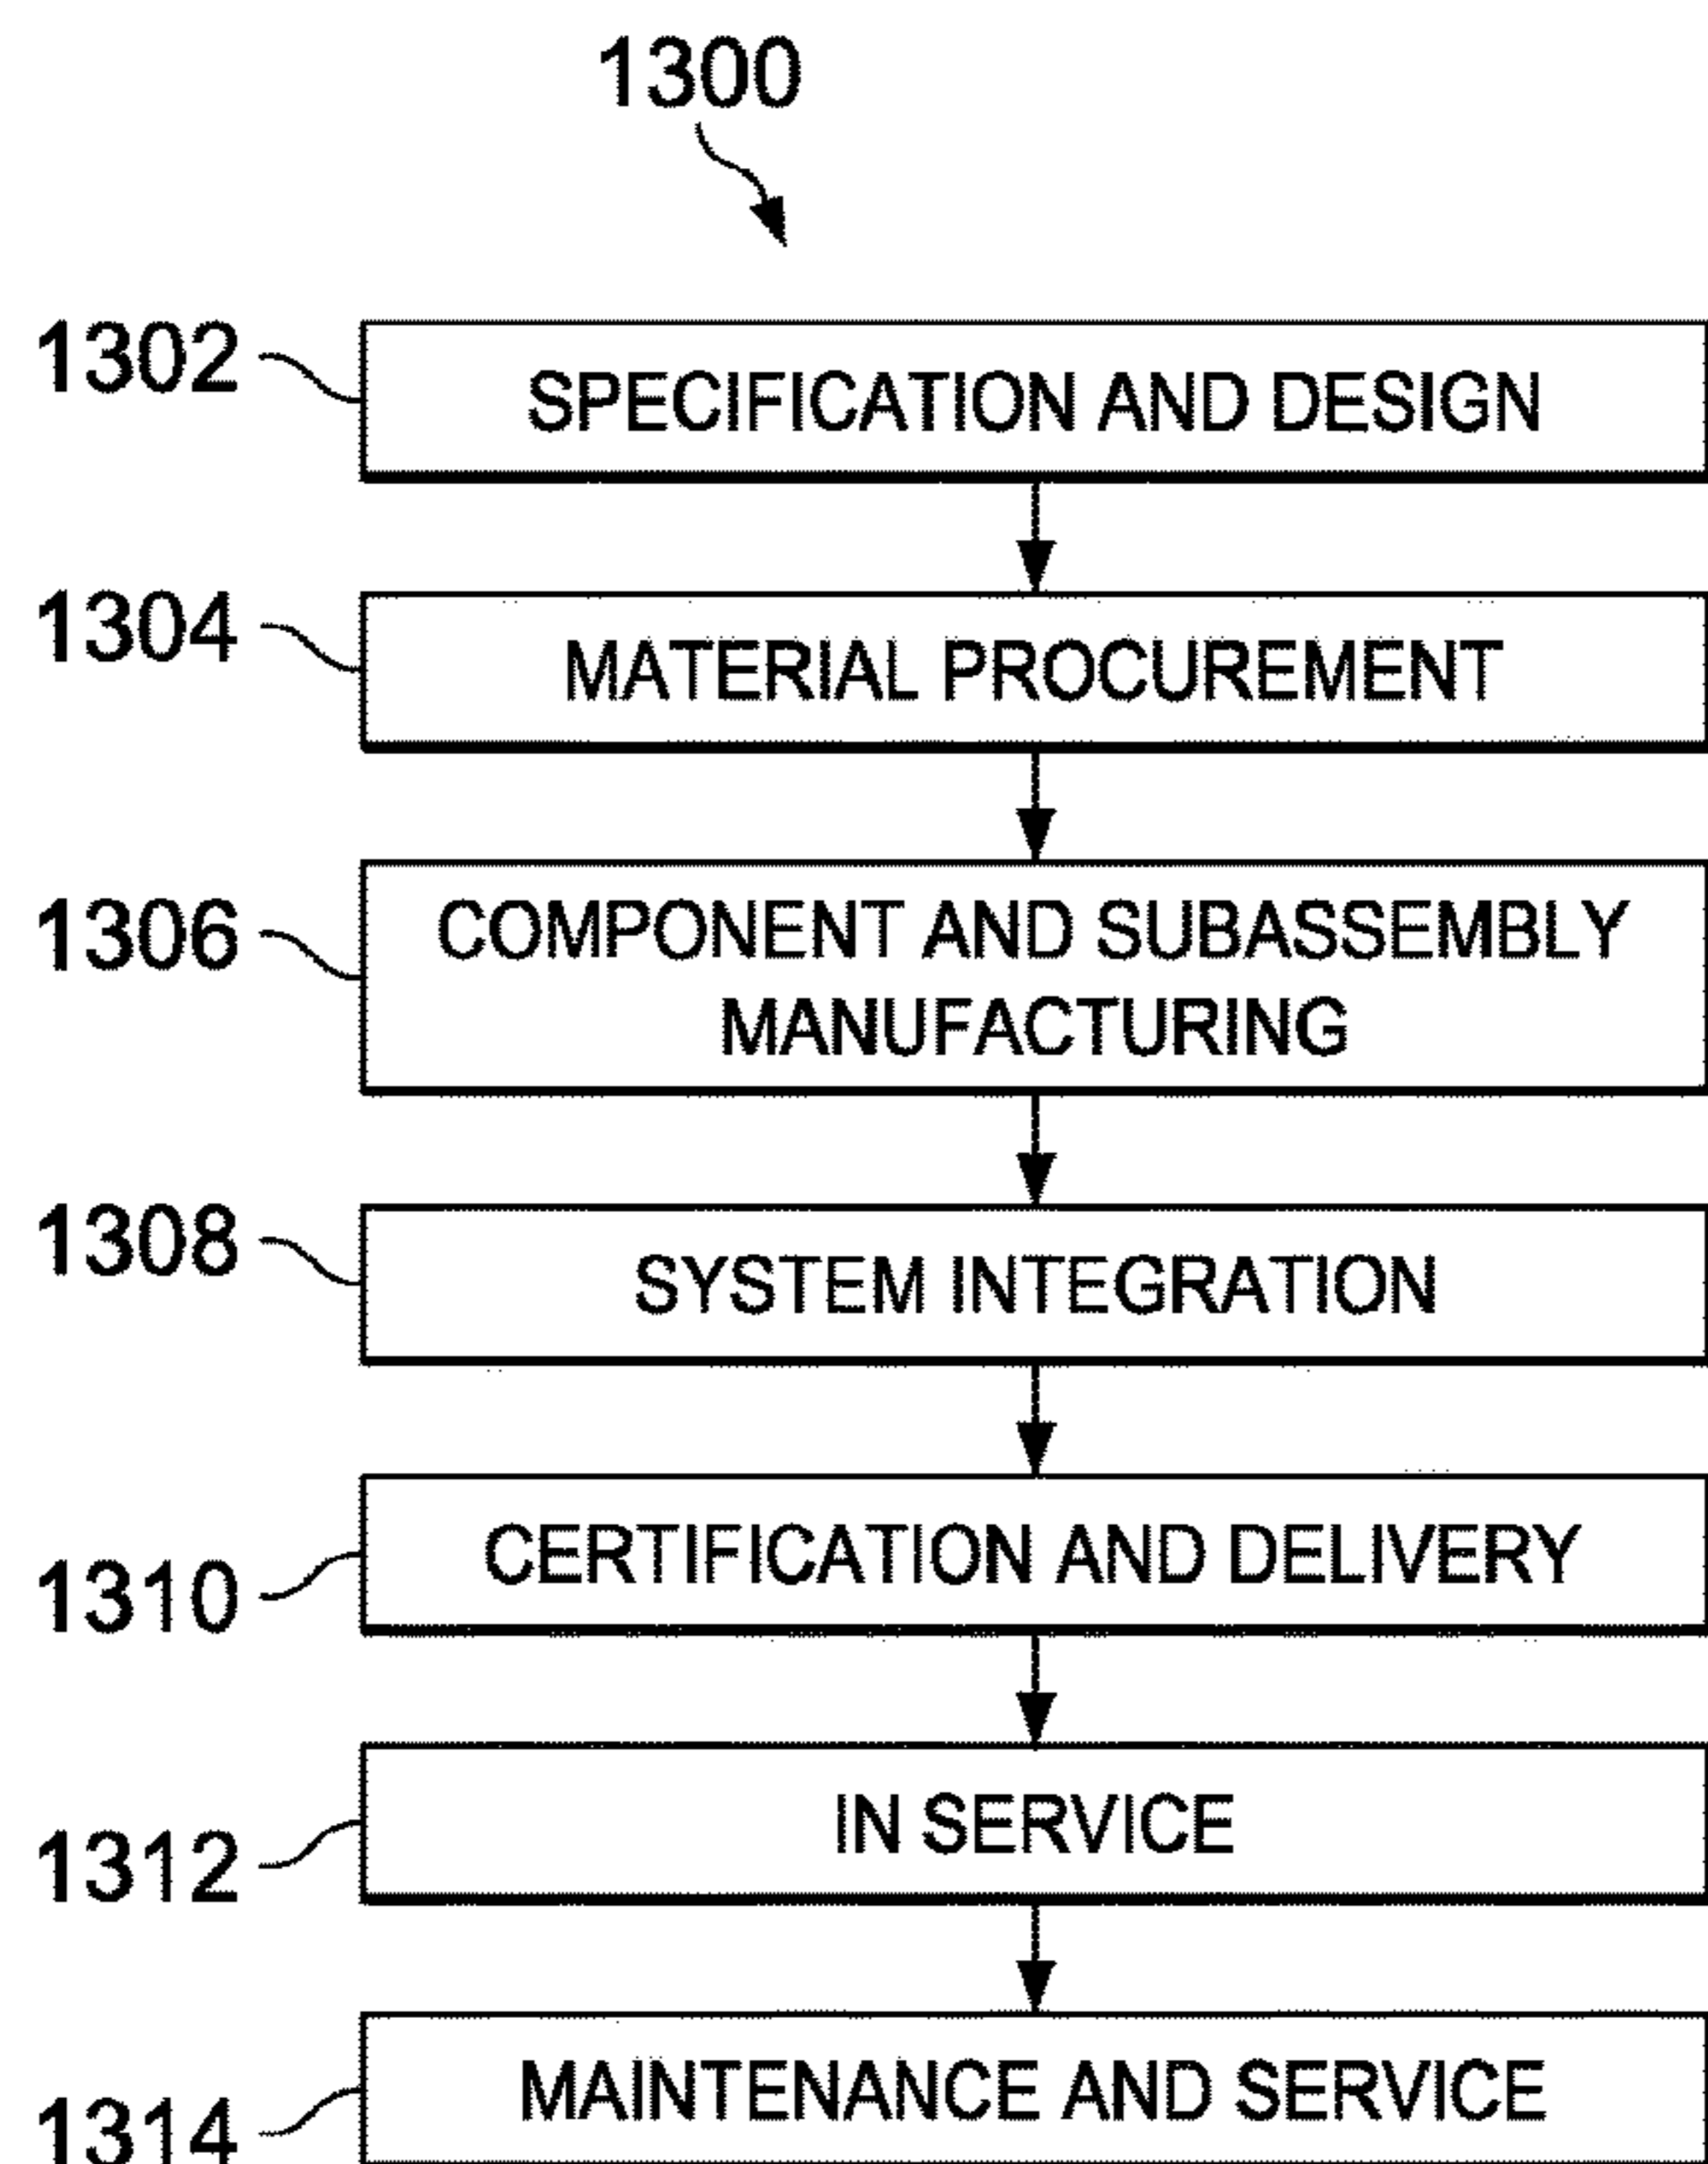 1300
1302
SPECIFICATION AND DESIGN
1304
MATERIAL PROCUREMENT
1306
COMPONENT AND SUBASSEMBLY
MANUFACTURING
1308
SYSTEM INTEGRATION
1310
CERTIFICATION AND DELIVERY
1312
IN SERVICE
1314
MAINTENANCE AND SERVICE